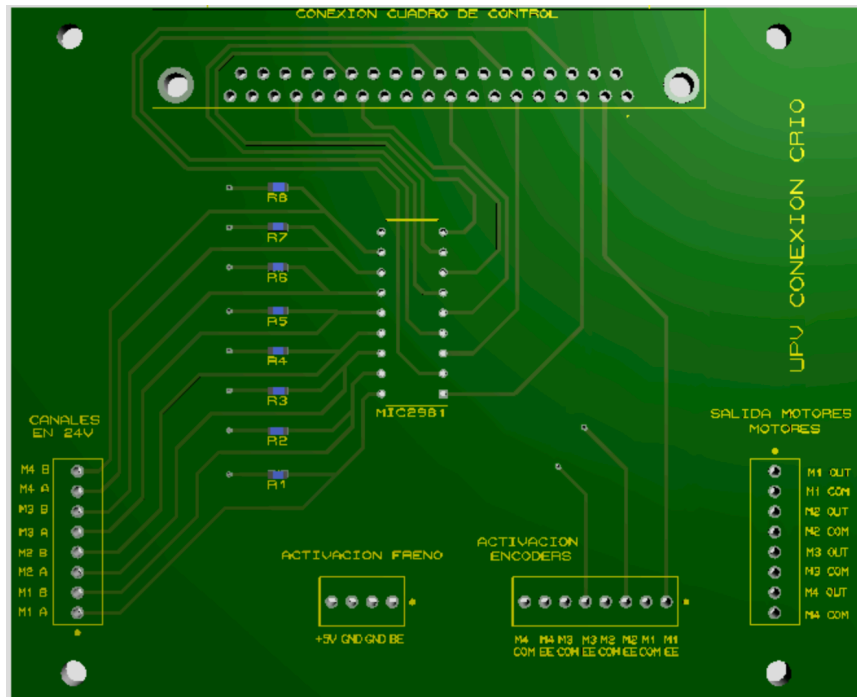 CONEXION CUADRO DE CONTROL
UPV CONEXION CRIO
R8
R7
R6
R5
R4
R3
R2
R1
MIC2981
CANALES
EN 24V
M4 B
M4 A
M3 B
M3 A
M2 B
M2 A
M1 B
M1 A
ACTIVACION FRENO
+5V GND GND BE
ACTIVACION
ENCODERS
M4 M4 M3 M3 M2 M2 M1 M1
COM EE COM EE COM EE COM EE
SALIDA MOTORES
MOTORES
M1 OUT
M1 COM
M2 OUT
M2 COM
M3 OUT
M3 COM
M4 OUT
M4 COM